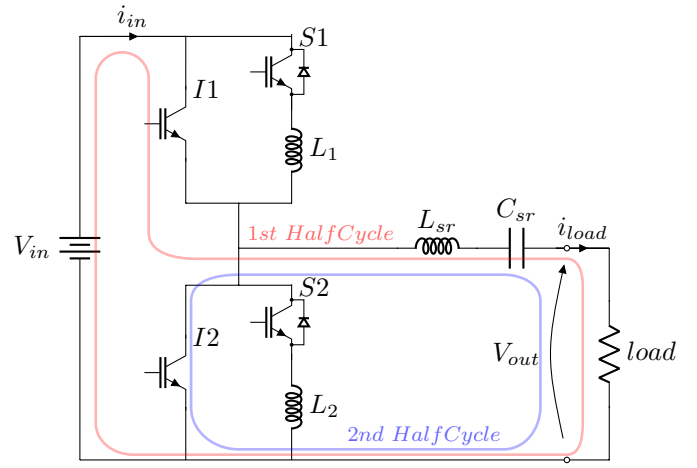 i_in
S1
I1
L_1
1st HalfCycle
L_sr
C_sr
i_load
V_in
S2
I2
V_out
load
L_2
2nd HalfCycle